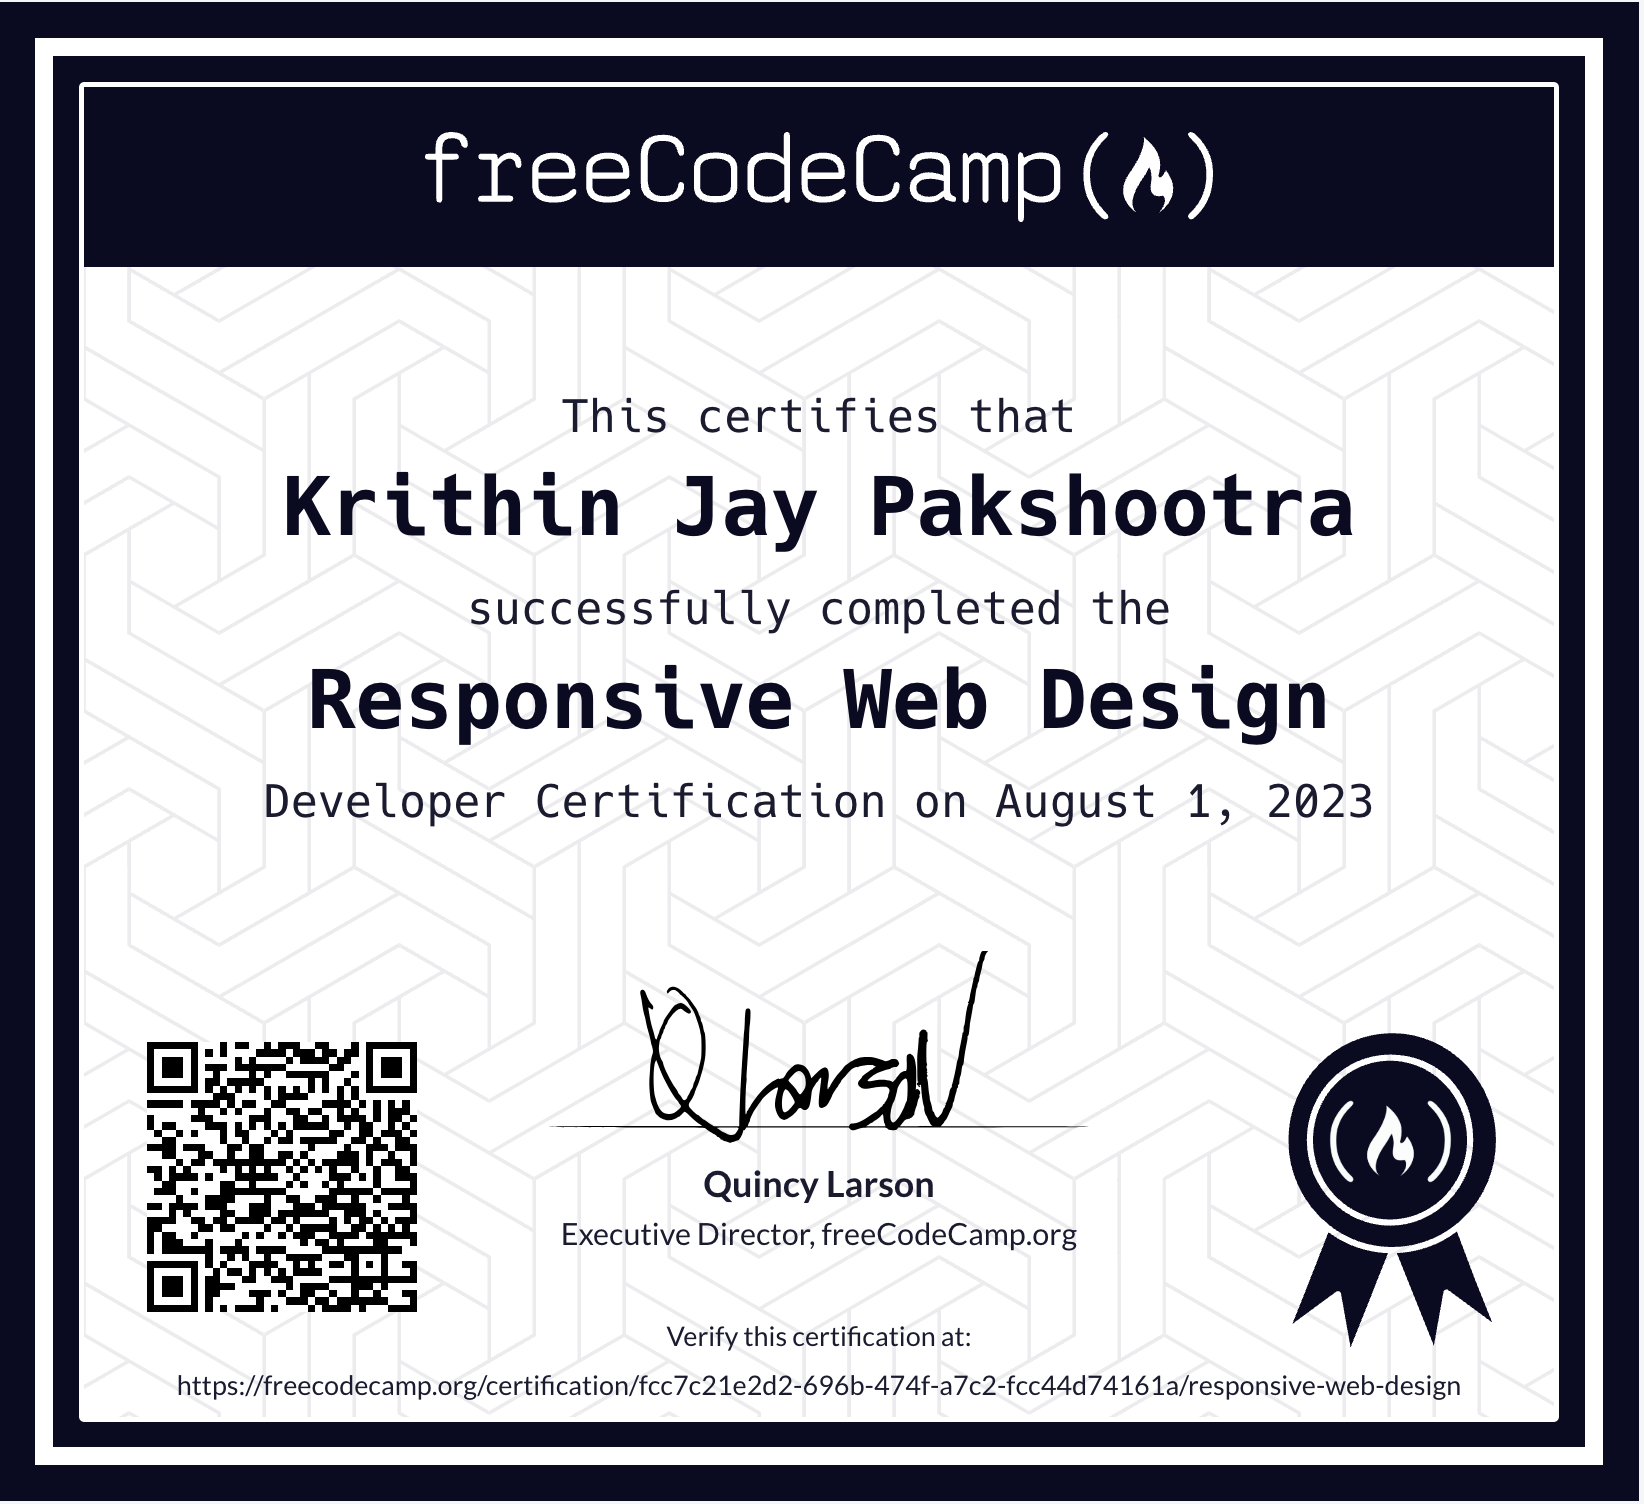 freeCodeCamp
This certifies that
Krithin Jay Pakshootra
successfully completed the
Responsive Web Design
Developer Certification on August 1, 2023
Quincy Larson
Executive Director, freeCodeCamp.org
Verify this certification at:
https://freecodecamp.org/certification/fcc7c21e2d2-696b-474f-a7c2-fcc44d74161a/responsive-web-design